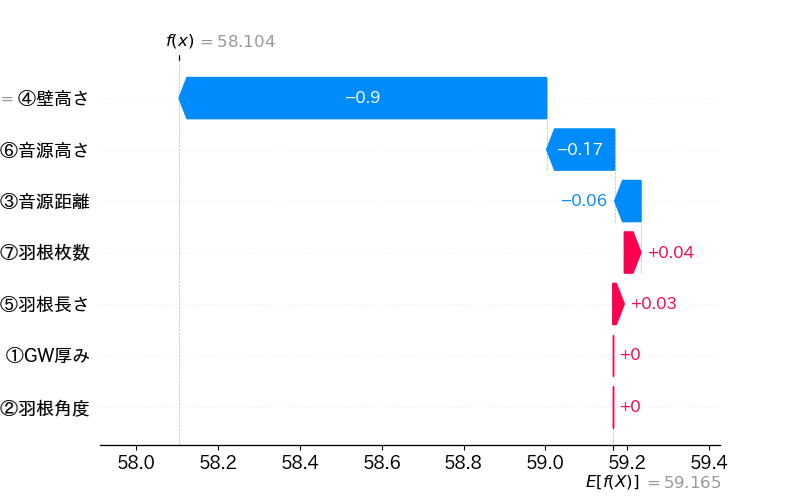 f(x) = 58.104
= ④壁高さ
−0.9
⑥音源高さ
−0.17
③音源距離
−0.06
⑦羽根枚数
+0.04
⑤羽根長さ
+0.03
①GW厚み
+0
②羽根角度
+0
58.0 58.2 58.4 58.6 58.8 59.0 59.2 59.4
E[f(X)] = 59.165